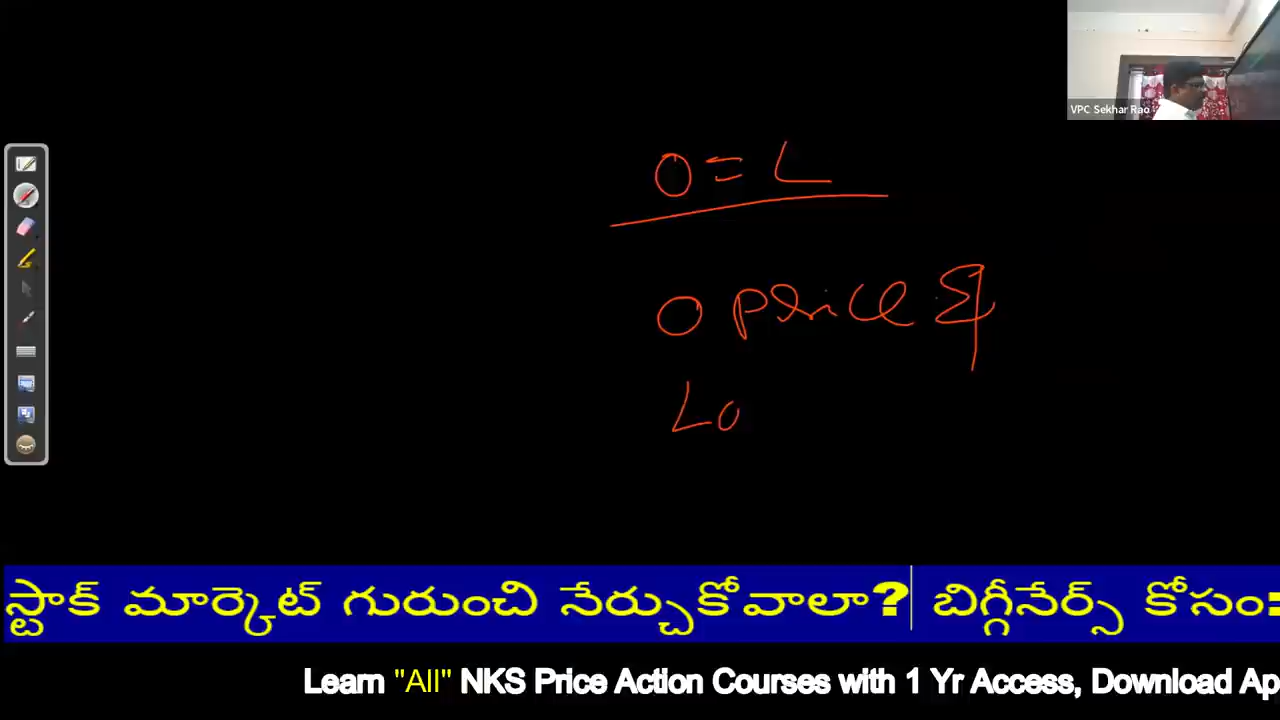 VPC Sekhar Rao
O = L
O price &
Lo
స్టాక్ మార్కెట్ గురుంచి నేర్చుకోవాలా? బిగ్గీనేర్స్ కోసం:
Learn "All" NKS Price Action Courses with 1 Yr Access, Download Ap